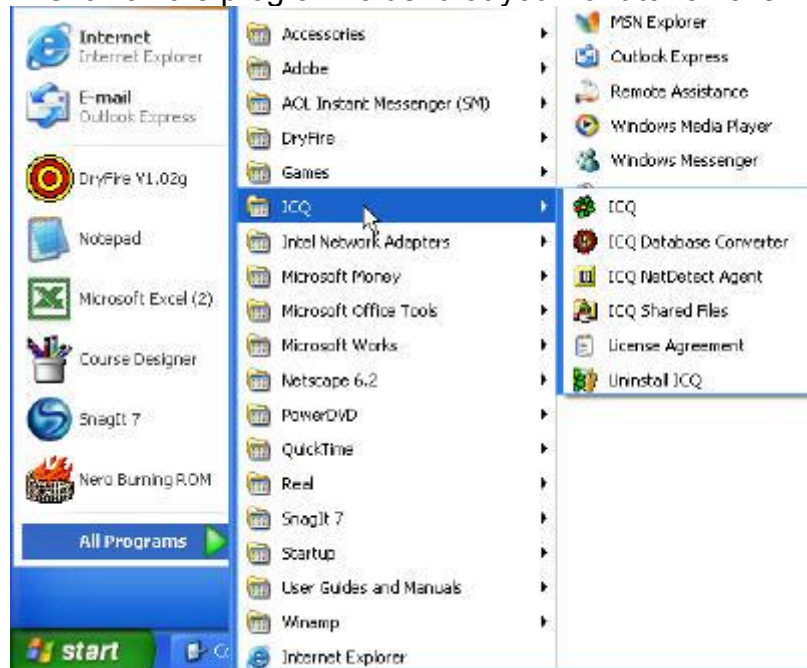 Internet
Internet Explorer
E-mail
Outlook Express
DryFire V1.02g
Notepad
Microsoft Excel (2)
Course Designer
SnagIt 7
Nero Burning ROM
All Programs
start
Accessories
Adobe
AOL Instant Messenger (SM)
DryFire
Games
ICQ
Intel Network Adapters
Microsoft Money
Microsoft Office Tools
Microsoft Works
Netscape 6.2
PowerDVD
QuickTime
Real
SnagIt 7
Startup
User Guides and Manuals
Winamp
Internet Explorer
MSN Explorer
Outlook Express
Remote Assistance
Windows Media Player
Windows Messenger
ICQ
ICQ Database Converter
ICQ NetDetect Agent
ICQ Shared Files
License Agreement
Uninstall ICQ